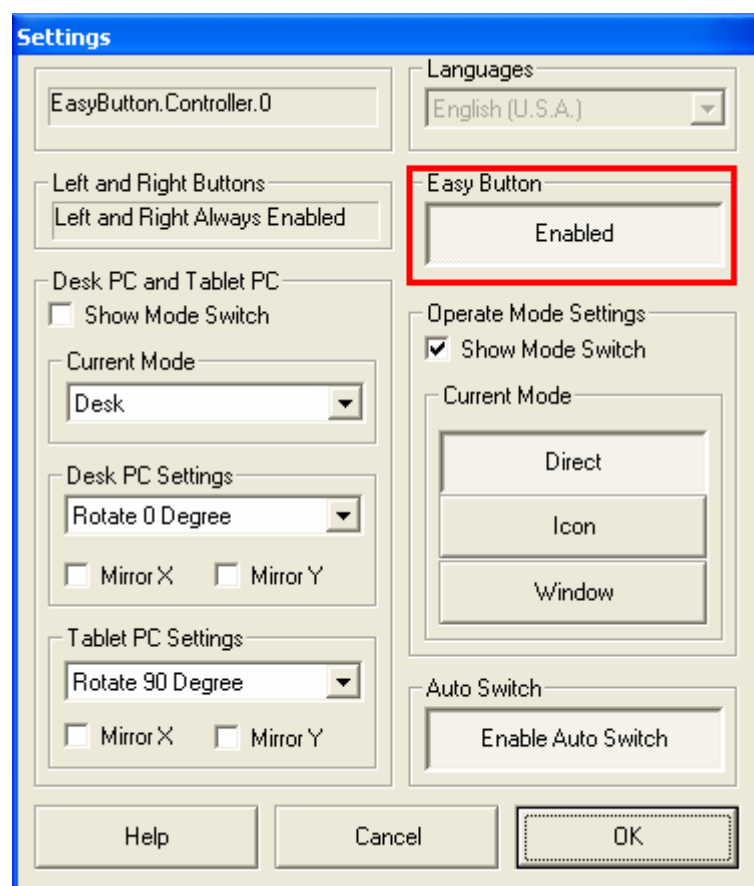 Settings
EasyButton.Controller.0
Languages
English (U.S.A.)
Left and Right Buttons
Left and Right Always Enabled
Easy Button
Enabled
Desk PC and Tablet PC
Show Mode Switch
Current Mode
Desk
Desk PC Settings
Rotate 0 Degree
Mirror X Mirror Y
Tablet PC Settings
Rotate 90 Degree
Mirror X Mirror Y
Operate Mode Settings
Show Mode Switch
Current Mode
Direct
Icon
Window
Auto Switch
Enable Auto Switch
Help Cancel OK